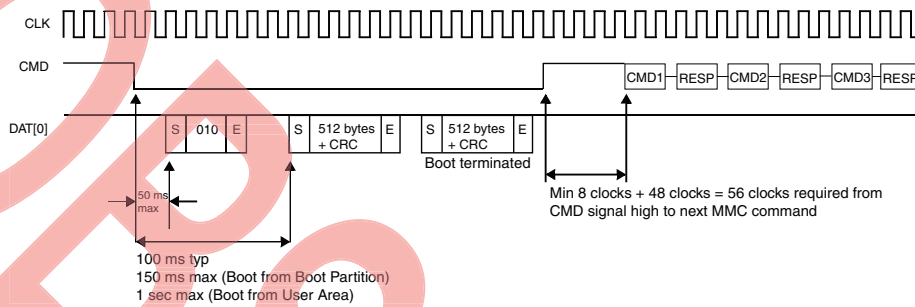 CLK
CMD
CMD1 RESP CMD2 RESP CMD3 RESP
DAT[0]
S 010 E S 512 bytes + CRC E S 512 bytes + CRC E
Boot terminated
50 ms
max
Min 8 clocks + 48 clocks = 56 clocks required from
CMD signal high to next MMC command
100 ms typ
150 ms max (Boot from Boot Partition)
1 sec max (Boot from User Area)